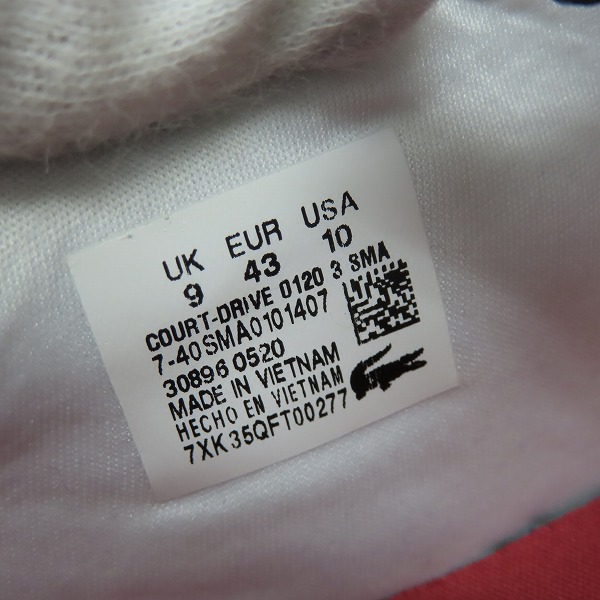 UK EUR USA
9 43 10
COURT-DRIVE 0120 3 SMA
7-40SMA0101407
30896 0520
MADE IN VIETNAM
HECHO EN VIETNAM
7XK35QFT00277